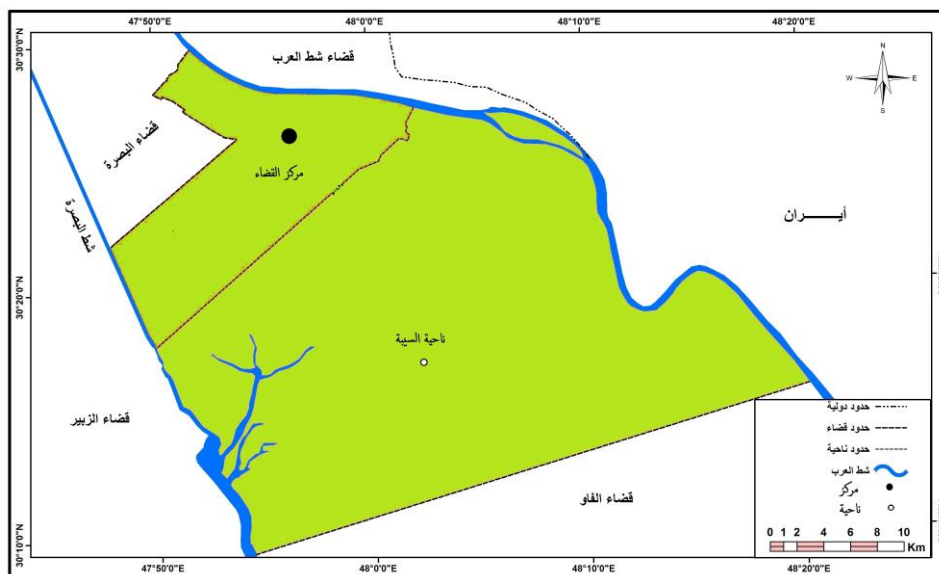 47°50'0"E 48°0'0"E 48°10'0"E 48°20'0"E
30°30'0"N
قضاء شط العرب
N
W E
S
قضاء البصرة
مركز القضاء
شط البصرة
أيـــــران
30°20'0"N
ناحية السيبة
قضاء الزبير
قضاء الفاو
حدود دولية
حدود قضاء
حدود ناحية
شط العرب
مركز
ناحية
0 1 2 4 6 8 10
Km
30°10'0"N
47°50'0"E 48°0'0"E 48°10'0"E 48°20'0"E